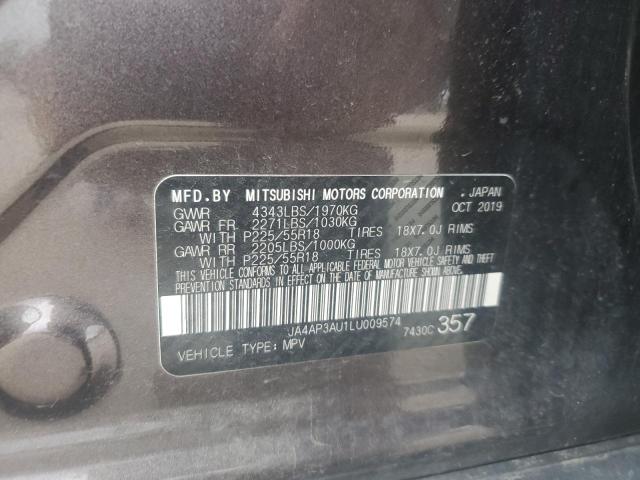 MFD.BY MITSUBISHI MOTORS CORPORATION , JAPAN
GVWR 4343LBS/1970KG OCT 2019
GAWR FR 2271LBS/1030KG
WITH P225/55R18 TIRES 18X7.0J RIMS
GAWR RR 2205LBS/1000KG
WITH P225/55R18 TIRES 18X7.0J RIMS
THIS VEHICLE CONFORMS TO ALL APPLICABLE FEDERAL MOTOR VEHICLE SAFETY AND THEFT
PREVENTION STANDARDS IN EFFECT ON THE DATE OF MANUFACTURE SHOWN ABOVE.
JA4AP3AU1LU009574 7430C 357
VEHICLE TYPE: MPV